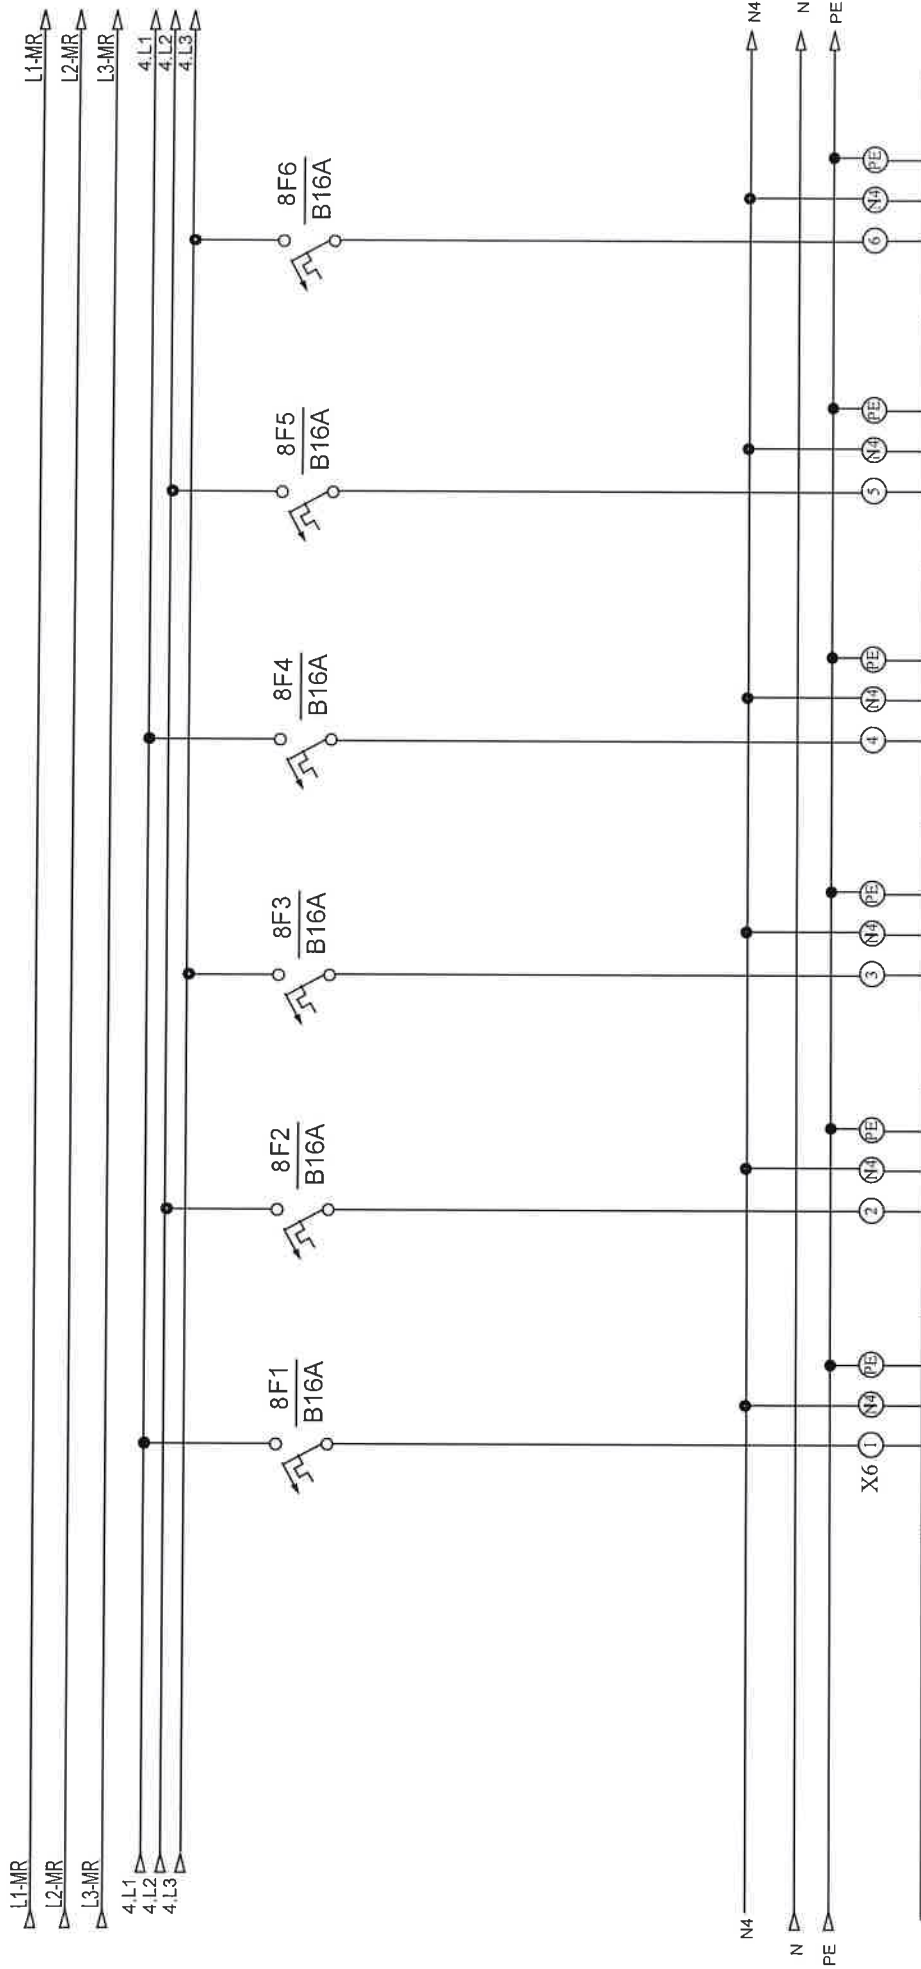 L1-MR
L1-MR
L2-MR
L2-MR
L3-MR
L3-MR
4.L1
4.L1
4.L2
4.L2
4.L3
4.L3
8F1
B16A
8F2
B16A
8F3
B16A
8F4
B16A
8F5
B16A
8F6
B16A
N4
N4
N
N
PE
PE
X6 1 N4 PE 2 N4 PE 3 N4 PE 4 N4 PE 5 N4 PE 6 N4 PE